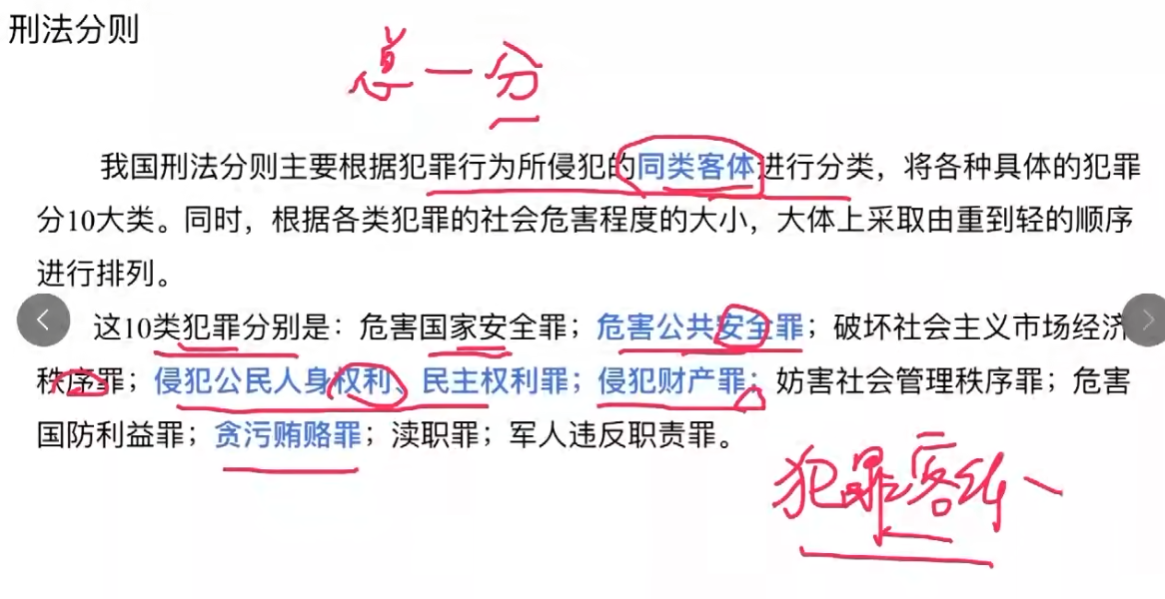 刑法分则
总一分
我国刑法分则主要根据犯罪行为所侵犯的同类客体进行分类，将各种具体的犯罪
分10大类。同时，根据各类犯罪的社会危害程度的大小，大体上采取由重到轻的顺序
进行排列。
这10类犯罪分别是：危害国家安全罪；危害公共安全罪；破坏社会主义市场经济
秩序罪；侵犯公民人身权利、民主权利罪；侵犯财产罪；妨害社会管理秩序罪；危害
国防利益罪；贪污贿赂罪；渎职罪；军人违反职责罪。
犯罪客体